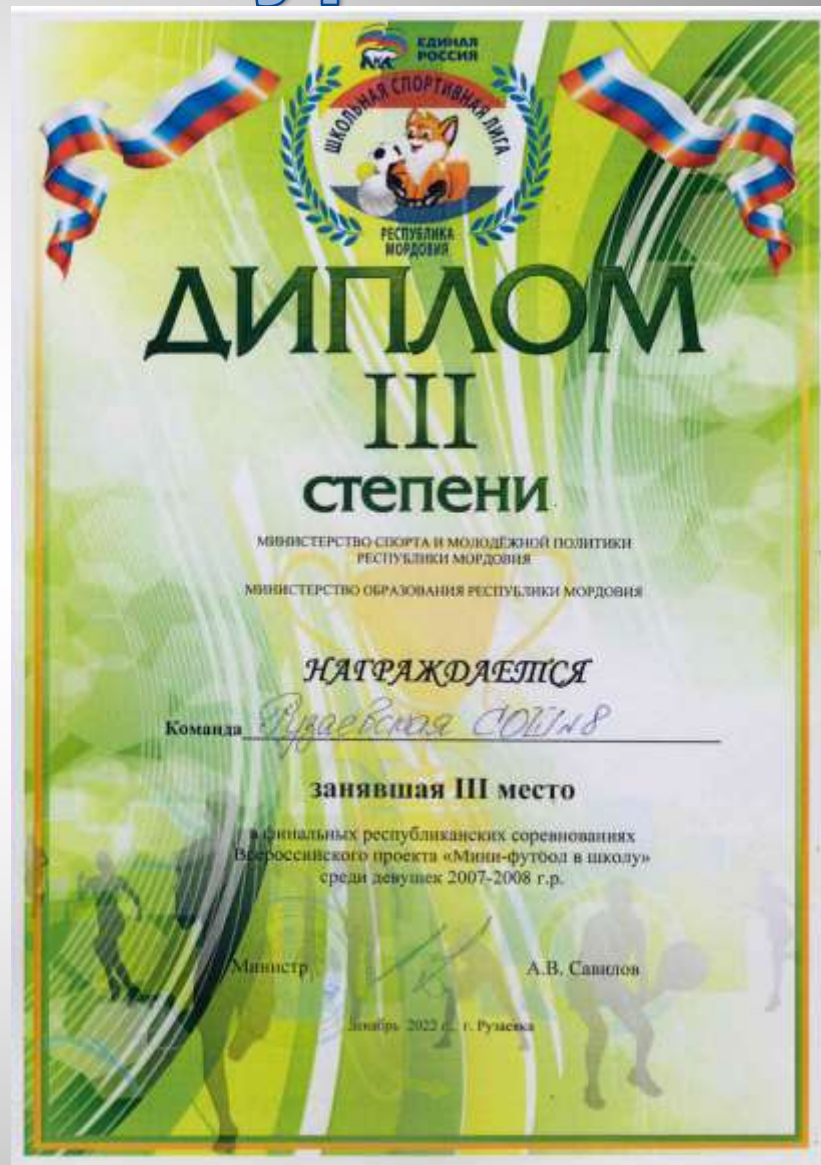 ЕДИНАЯ
РОССИЯ
ШКОЛЬНАЯ СПОРТИВНАЯ ЛИГА
РЕСПУБЛИКА
МОРДОВИЯ
ДИПЛОМ
III
степени
МИНИСТЕРСТВО СПОРТА И МОЛОДЁЖНОЙ ПОЛИТИКИ
РЕСПУБЛИКИ МОРДОВИЯ
МИНИСТЕРСТВО ОБРАЗОВАНИЯ РЕСПУБЛИКИ МОРДОВИЯ
НАГРАЖДАЕТСЯ
Команда Рузаевская СОШ№8
занявшая III место
в финальных республиканских соревнованиях
Всероссийского проекта «Мини-футбол в школу»
среди девушек 2007-2008 г.р.
Министр А.В. Савилов
Декабрь 2022 г., г. Рузаевка